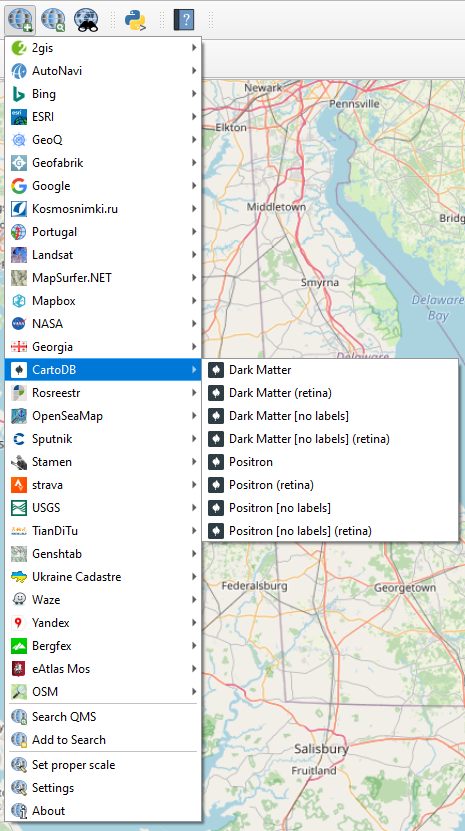 2gis
AutoNavi
Bing
ESRI
GeoQ
Geofabrik
Google
Kosmosnimki.ru
Portugal
Landsat
MapSurfer.NET
Mapbox
NASA
Georgia
CartoDB
Rosreestr
OpenSeaMap
Sputnik
Stamen
strava
USGS
TianDiTu
Genshtab
Ukraine Cadastre
Waze
Yandex
Bergfex
eAtlas Mos
OSM
Search QMS
Add to Search
Set proper scale
Settings
About
Dark Matter
Dark Matter (retina)
Dark Matter [no labels]
Dark Matter [no labels] (retina)
Positron
Positron (retina)
Positron [no labels]
Positron [no labels] (retina)
Newark
Pennsville
Elkton
Middletown
Bridg
Smyrna
Delaware
Bay
Delaware
Federalsburg
Georgetown
Salisbury
Fruitland